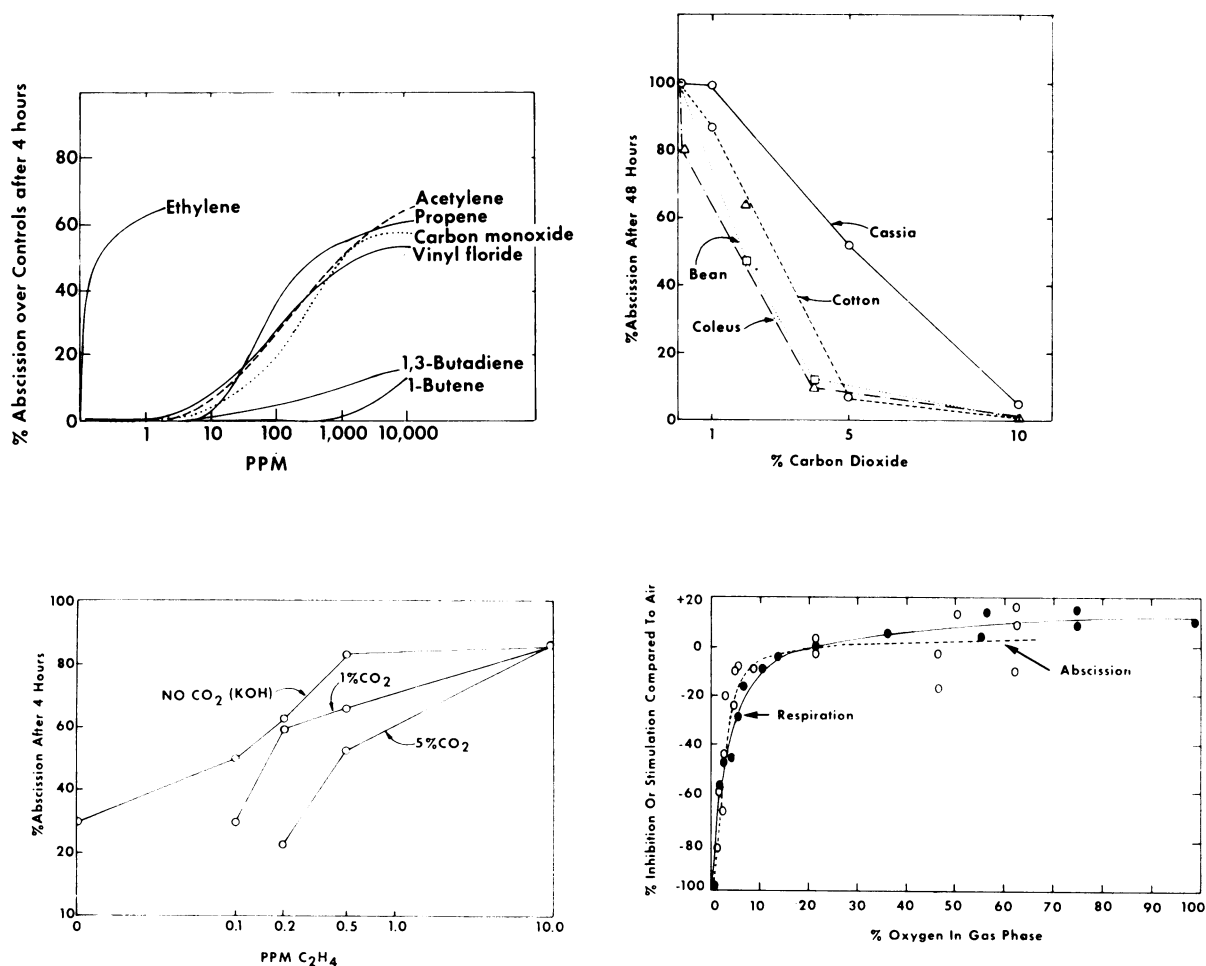 % Abscission over Controls after 4 hours
80
60
40
20
0
Ethylene
Acetylene
Propene
Carbon monoxide
Vinyl floride
1,3-Butadiene
1-Butene
1 10 100 1,000 10,000
PPM
%Abscission After 48 Hours
100
80
60
40
20
0
Cassia
Bean
Cotton
Coleus
1 5 10
% Carbon Dioxide
%Abscission After 4 Hours
100
80
60
40
20
10
NO CO2 (KOH)
1%CO2
5%CO2
0 0.1 0.2 0.5 1.0 10.0
PPM C2H4
% Inhibition Or Stimulation Compared To Air
+20
0
-20
-40
-60
-80
-100
Abscission
Respiration
0 10 20 30 40 50 60 70 80 90 100
% Oxygen In Gas Phase